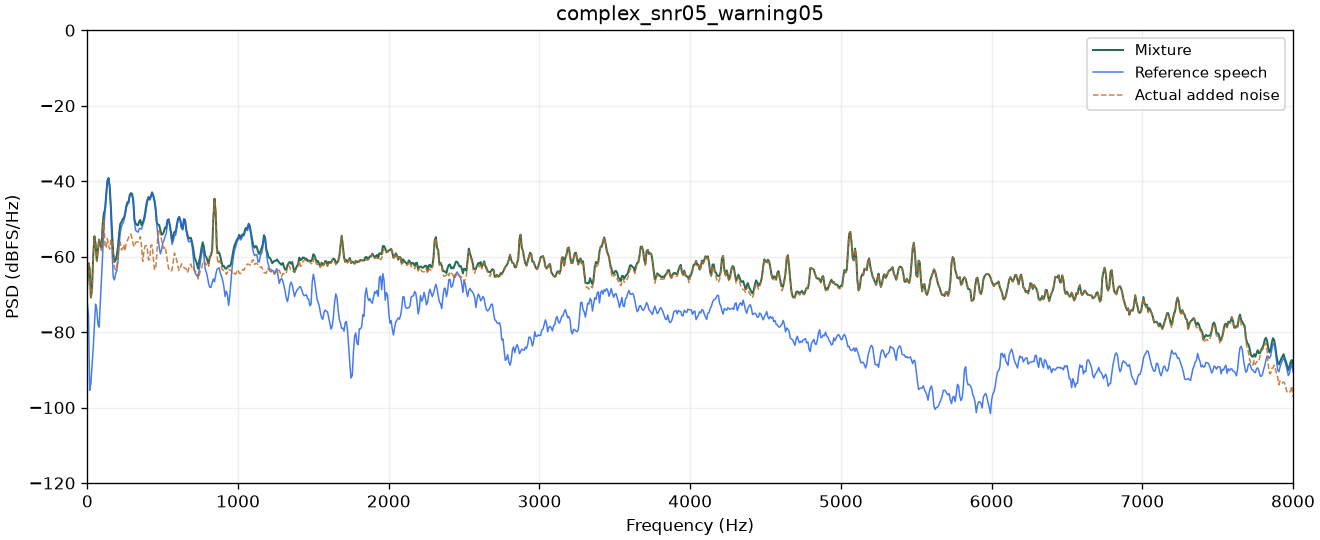 complex_snr05_warning05
Mixture
Reference speech
Actual added noise
PSD (dBFS/Hz)
0
−20
−40
−60
−80
−100
−120
0 1000 2000 3000 4000 5000 6000 7000 8000
Frequency (Hz)